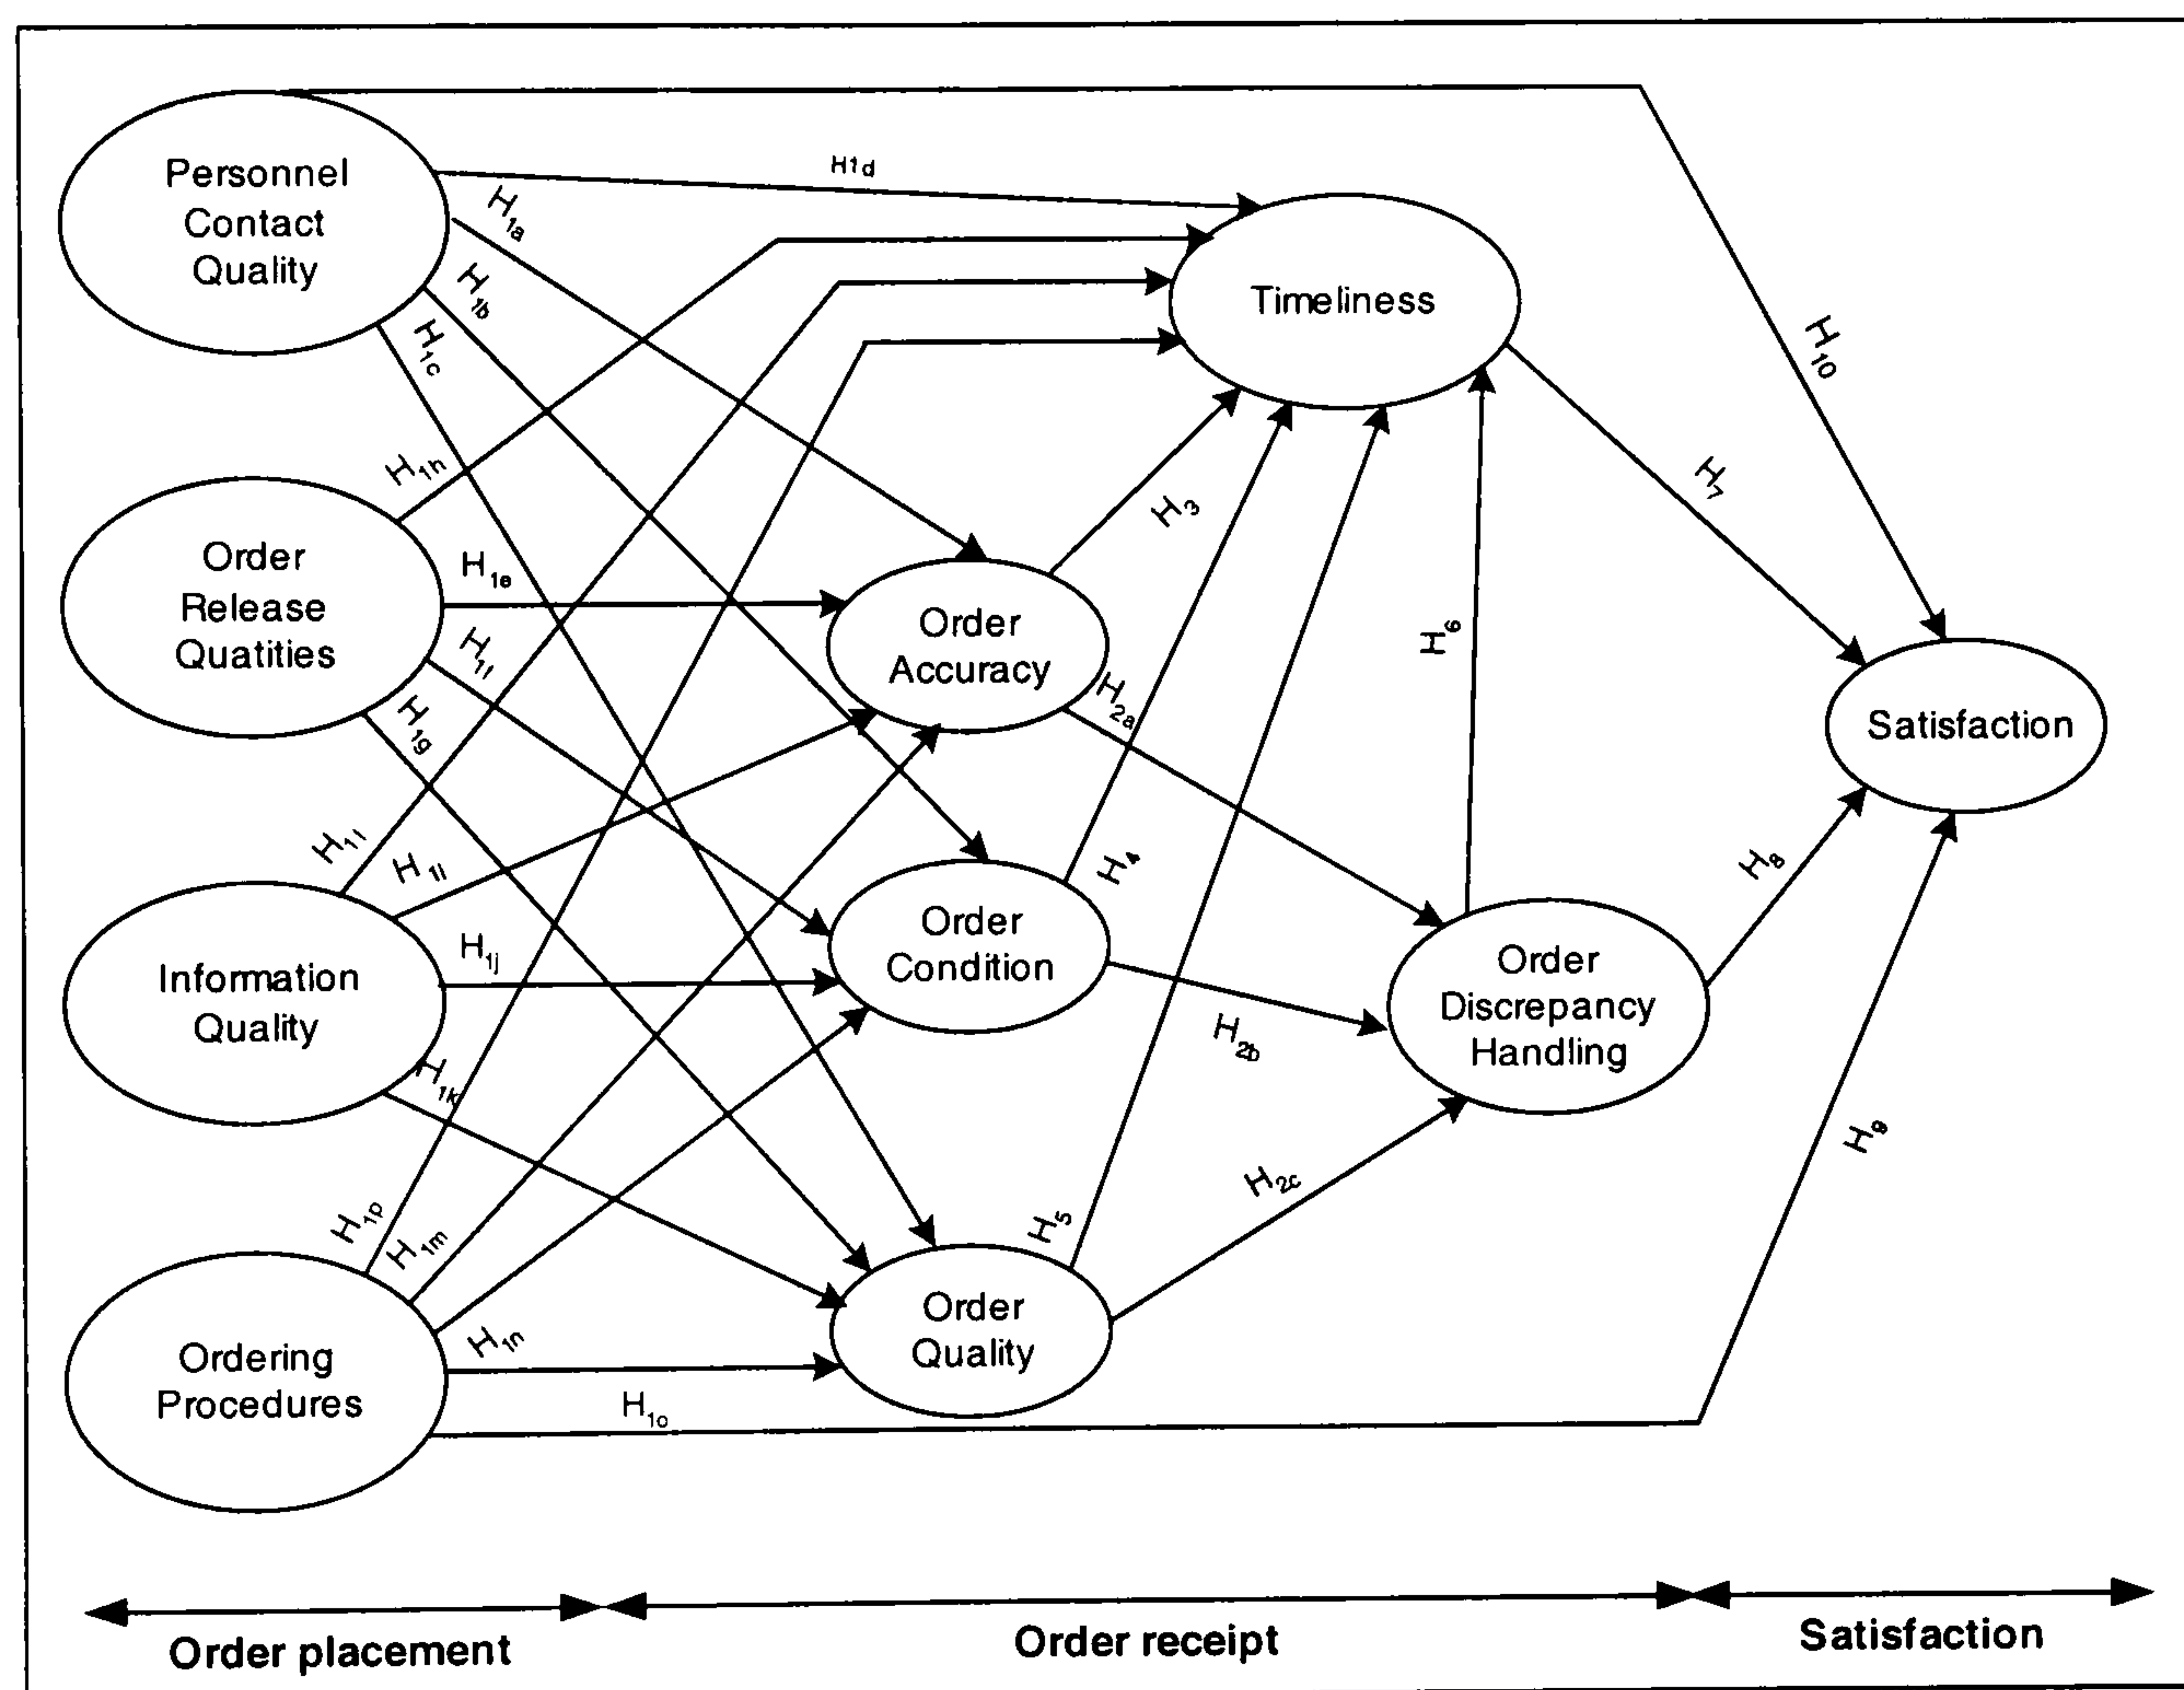 Personnel
Contact
Quality
Order
Release
Quatities
Information
Quality
Ordering
Procedures
Timeliness
Order
Accuracy
Order
Condition
Order
Quality
Order
Discrepancy
Handling
Satisfaction
H1d
H1a
H1b
H1c
H1h
H1e
H1f
H1g
H1l
H1i
H1j
H1k
H1p
H1m
H1n
H1o
H3
H2a
H4
H2b
H5
H2c
H6
H7
H10
H8
H9
Order placement
Order receipt
Satisfaction